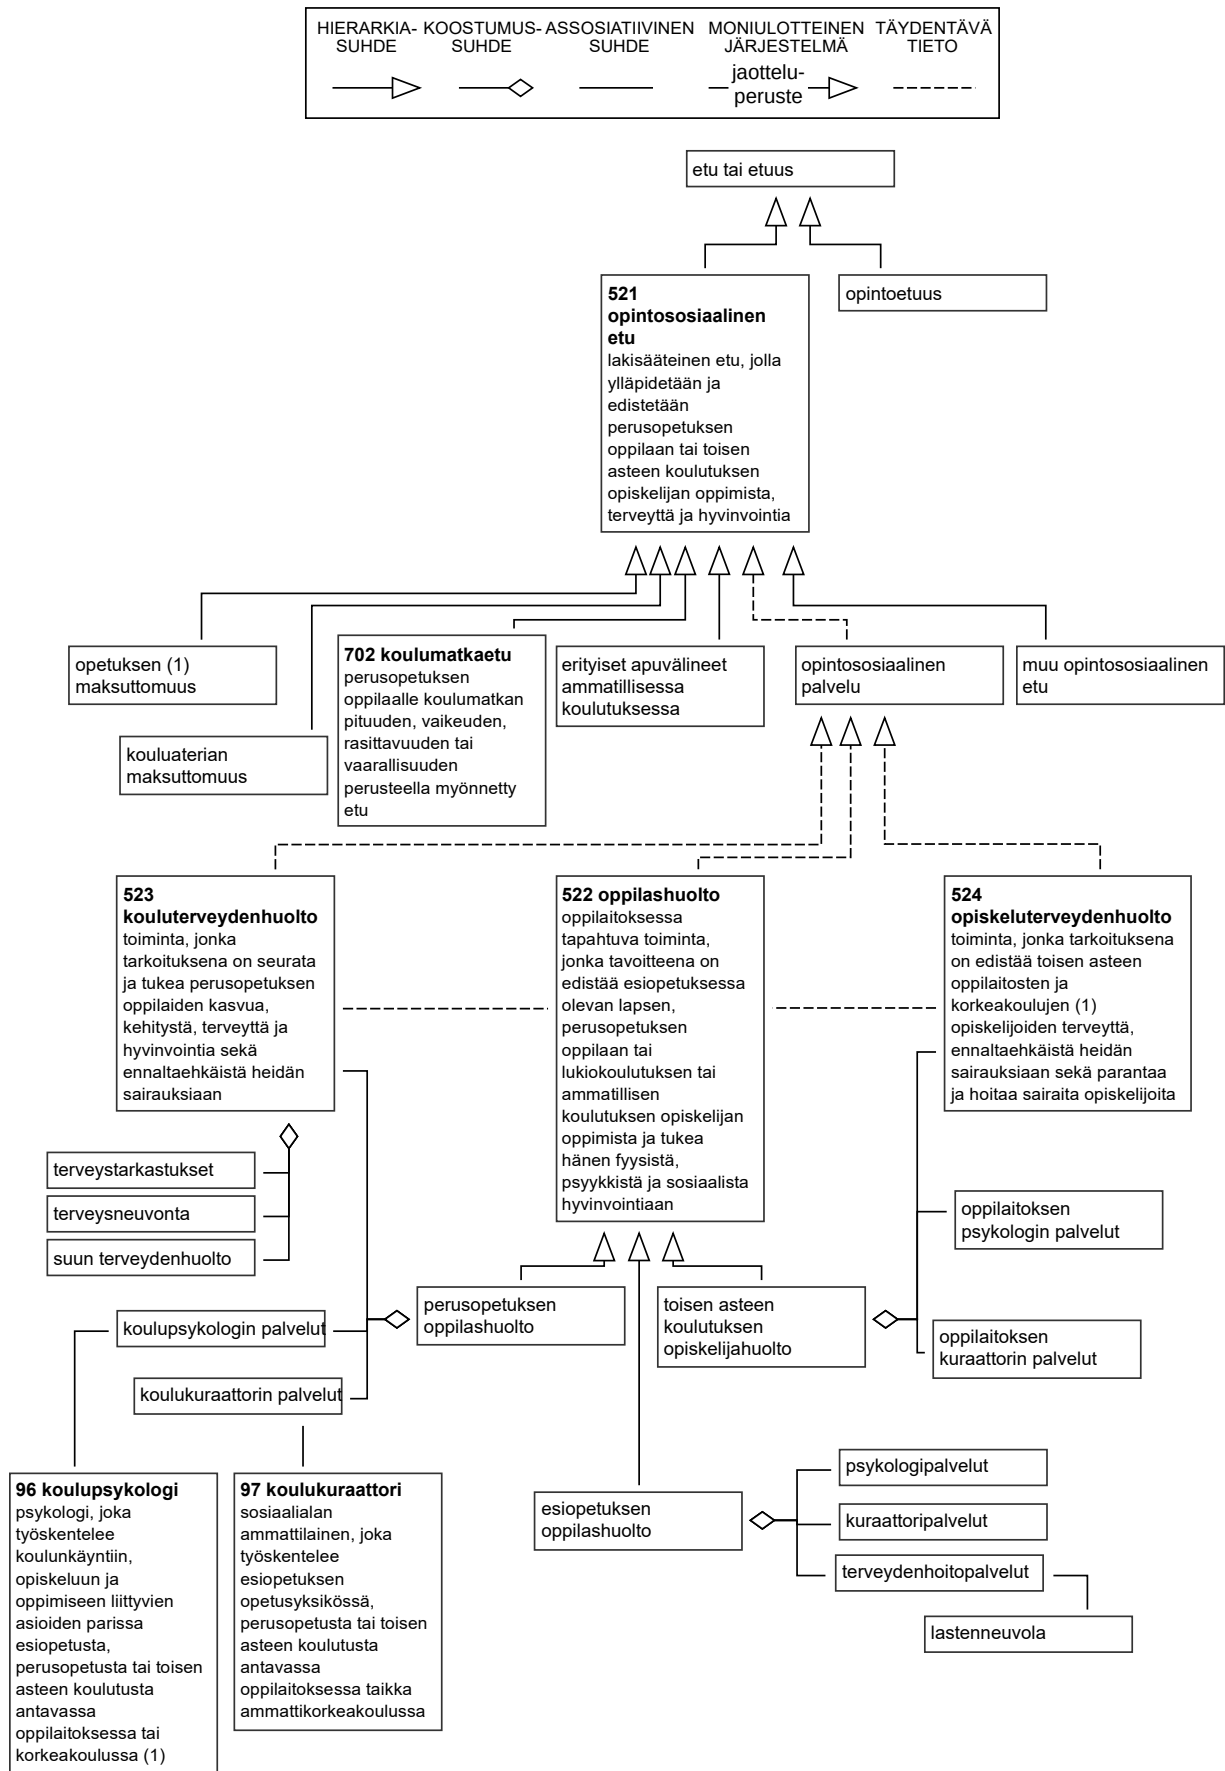 HIERARKIA-
SUHDE
KOOSTUMUS-
SUHDE
ASSOSIATIIVINEN
SUHDE
MONIULOTTEINEN
JÄRJESTELMÄ
TÄYDENTÄVÄ
TIETO
jaottelu-
peruste
etu tai etuus
521
opintososiaalinen
etu
lakisääteinen etu, jolla
ylläpidetään ja
edistetään
perusopetuksen
oppilaan tai toisen
asteen koulutuksen
opiskelijan oppimista,
terveyttä ja hyvinvointia
opintoetuus
opetuksen (1)
maksuttomuus
kouluaterian
maksuttomuus
702 koulumatkaetu
perusopetuksen
oppilaalle koulumatkan
pituuden, vaikeuden,
rasittavuuden tai
vaarallisuuden
perusteella myönnetty
etu
erityiset apuvälineet
ammatillisessa
koulutuksessa
opintososiaalinen
palvelu
muu opintososiaalinen
etu
523
kouluterveydenhuolto
toiminta, jonka
tarkoituksena on seurata
ja tukea perusopetuksen
oppilaiden kasvua,
kehitystä, terveyttä ja
hyvinvointia sekä
ennaltaehkäistä heidän
sairauksiaan
522 oppilashuolto
oppilaitoksessa
tapahtuva toiminta,
jonka tavoitteena on
edistää esiopetuksessa
olevan lapsen,
perusopetuksen
oppilaan tai
lukiokoulutuksen tai
ammatillisen
koulutuksen opiskelijan
oppimista ja tukea
hänen fyysistä,
psyykkistä ja sosiaalista
hyvinvointiaan
524
opiskeluterveydenhuolto
toiminta, jonka tarkoituksena
on edistää toisen asteen
oppilaitosten ja
korkeakoulujen (1)
opiskelijoiden terveyttä,
ennaltaehkäistä heidän
sairauksiaan sekä parantaa
ja hoitaa sairaita opiskelijoita
terveystarkastukset
terveysneuvonta
suun terveydenhuolto
oppilaitoksen
psykologin palvelut
koulupsykologin palvelut
perusopetuksen
oppilashuolto
toisen asteen
koulutuksen
opiskelijahuolto
oppilaitoksen
kuraattorin palvelut
koulukuraattorin palvelut
96 koulupsykologi
psykologi, joka
työskentelee
koulunkäyntiin,
opiskeluun ja
oppimiseen liittyvien
asioiden parissa
esiopetusta,
perusopetusta tai toisen
asteen koulutusta
antavassa
oppilaitoksessa tai
korkeakoulussa (1)
97 koulukuraattori
sosiaalialan
ammattilainen, joka
työskentelee
esiopetuksen
opetusyksikössä,
perusopetusta tai toisen
asteen koulutusta
antavassa
oppilaitoksessa taikka
ammattikorkeakoulussa
esiopetuksen
oppilashuolto
psykologipalvelut
kuraattoripalvelut
terveydenhoitopalvelut
lastenneuvola